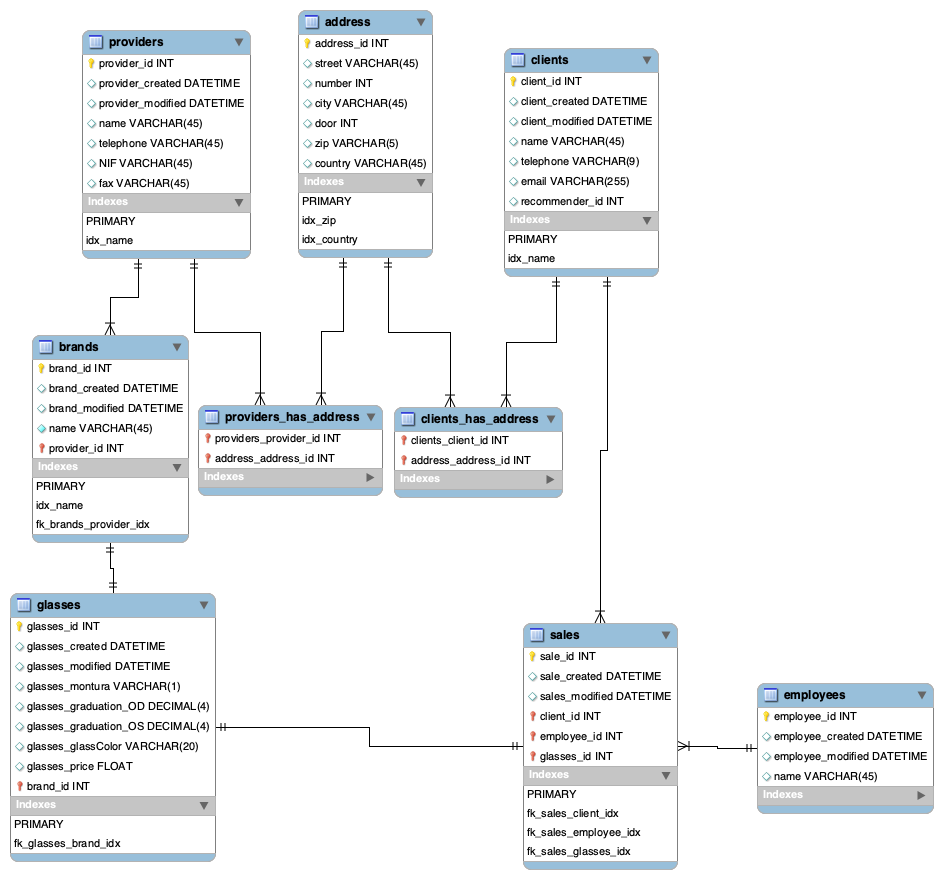 providers
provider_id INT
provider_created DATETIME
provider_modified DATETIME
name VARCHAR(45)
telephone VARCHAR(45)
NIF VARCHAR(45)
fax VARCHAR(45)
Indexes
PRIMARY
idx_name
address
address_id INT
street VARCHAR(45)
number INT
city VARCHAR(45)
door INT
zip VARCHAR(5)
country VARCHAR(45)
Indexes
PRIMARY
idx_zip
idx_country
clients
client_id INT
client_created DATETIME
client_modified DATETIME
name VARCHAR(45)
telephone VARCHAR(9)
email VARCHAR(255)
recommender_id INT
Indexes
PRIMARY
idx_name
brands
brand_id INT
brand_created DATETIME
brand_modified DATETIME
name VARCHAR(45)
provider_id INT
Indexes
PRIMARY
idx_name
fk_brands_provider_idx
providers_has_address
providers_provider_id INT
address_address_id INT
Indexes
clients_has_address
clients_client_id INT
address_address_id INT
Indexes
glasses
glasses_id INT
glasses_created DATETIME
glasses_modified DATETIME
glasses_montura VARCHAR(1)
glasses_graduation_OD DECIMAL(4)
glasses_graduation_OS DECIMAL(4)
glasses_glassColor VARCHAR(20)
glasses_price FLOAT
brand_id INT
Indexes
PRIMARY
fk_glasses_brand_idx
sales
sale_id INT
sale_created DATETIME
sales_modified DATETIME
client_id INT
employee_id INT
glasses_id INT
Indexes
PRIMARY
fk_sales_client_idx
fk_sales_employee_idx
fk_sales_glasses_idx
employees
employee_id INT
employee_created DATETIME
employee_modified DATETIME
name VARCHAR(45)
Indexes